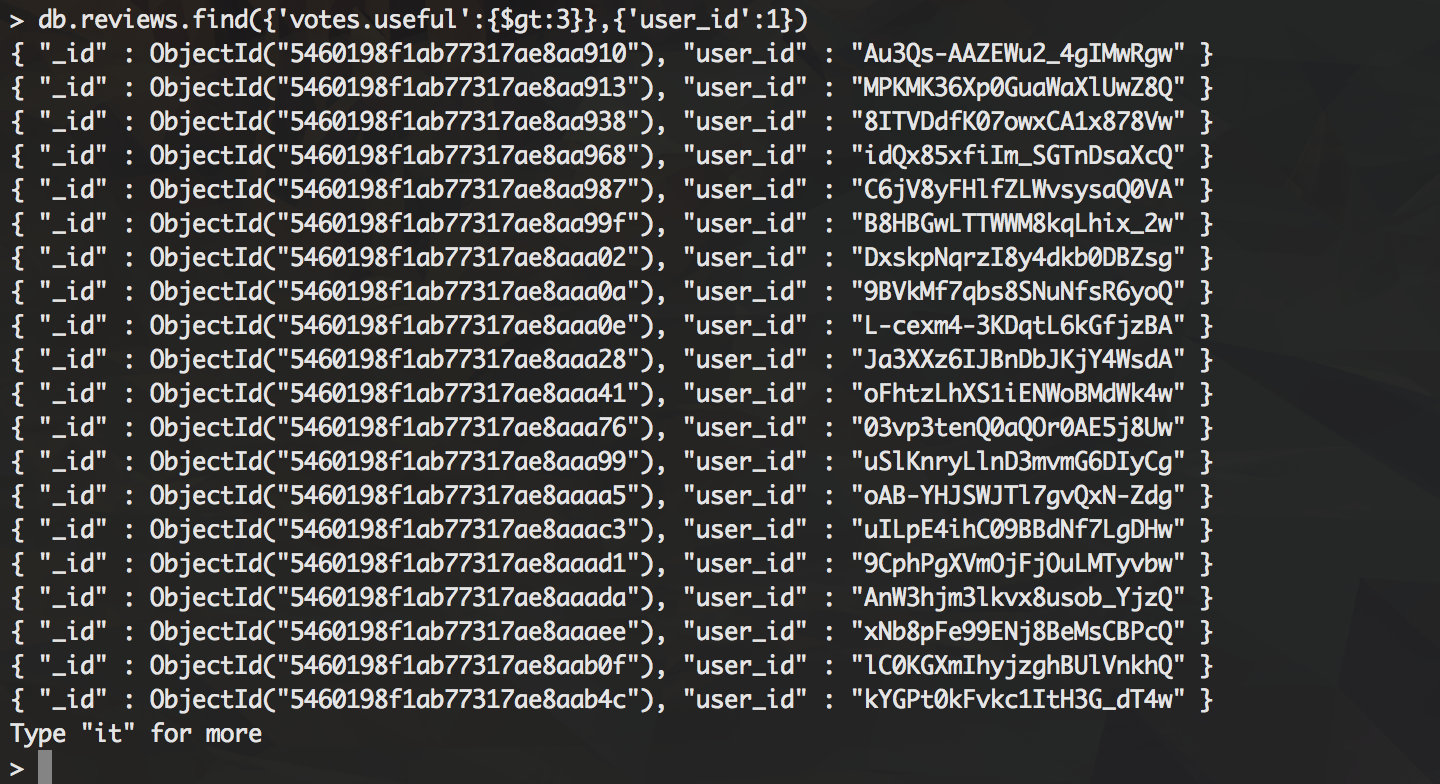 > db.reviews.find({'votes.useful':{$gt:3}},{'user_id':1})
{ "_id" : ObjectId("5460198f1ab77317ae8aa910"), "user_id" : "Au3Qs-AAZEWu2_4gIMwRgw" }
{ "_id" : ObjectId("5460198f1ab77317ae8aa913"), "user_id" : "MPKMK36Xp0GuaWaXlUwZ8Q" }
{ "_id" : ObjectId("5460198f1ab77317ae8aa938"), "user_id" : "8ITVDdfK07owxCA1x878Vw" }
{ "_id" : ObjectId("5460198f1ab77317ae8aa968"), "user_id" : "idQx85xfiIm_SGTnDsaXcQ" }
{ "_id" : ObjectId("5460198f1ab77317ae8aa987"), "user_id" : "C6jV8yFHlfZLWvsysaQ0VA" }
{ "_id" : ObjectId("5460198f1ab77317ae8aa99f"), "user_id" : "B8HBGwLTTWWM8kqLhix_2w" }
{ "_id" : ObjectId("5460198f1ab77317ae8aaa02"), "user_id" : "DxskpNqrzI8y4dkb0DBZsg" }
{ "_id" : ObjectId("5460198f1ab77317ae8aaa0a"), "user_id" : "9BVkMf7qbs8SNuNfsR6yoQ" }
{ "_id" : ObjectId("5460198f1ab77317ae8aaa0e"), "user_id" : "L-cexm4-3KDqtL6kGfjzBA" }
{ "_id" : ObjectId("5460198f1ab77317ae8aaa28"), "user_id" : "Ja3XXz6IJBnDbJKjY4WsdA" }
{ "_id" : ObjectId("5460198f1ab77317ae8aaa41"), "user_id" : "oFhtzLhXS1iENWoBMdWk4w" }
{ "_id" : ObjectId("5460198f1ab77317ae8aaa76"), "user_id" : "03vp3tenQ0aQOr0AE5j8Uw" }
{ "_id" : ObjectId("5460198f1ab77317ae8aaa99"), "user_id" : "uSlKnryLlnD3mvmG6DIyCg" }
{ "_id" : ObjectId("5460198f1ab77317ae8aaaa5"), "user_id" : "oAB-YHJSWJTl7gvQxN-Zdg" }
{ "_id" : ObjectId("5460198f1ab77317ae8aaac3"), "user_id" : "uILpE4ihC09BBdNf7LgDHw" }
{ "_id" : ObjectId("5460198f1ab77317ae8aaad1"), "user_id" : "9CphPgXVmOjFjOuLMTyvbw" }
{ "_id" : ObjectId("5460198f1ab77317ae8aaada"), "user_id" : "AnW3hjm3lkvx8usob_YjzQ" }
{ "_id" : ObjectId("5460198f1ab77317ae8aaaee"), "user_id" : "xNb8pFe99ENj8BeMsCBPcQ" }
{ "_id" : ObjectId("5460198f1ab77317ae8aab0f"), "user_id" : "lC0KGXmIhyjzghBUlVnkhQ" }
{ "_id" : ObjectId("5460198f1ab77317ae8aab4c"), "user_id" : "kYGPt0kFvkc1ItH3G_dT4w" }
Type "it" for more
>